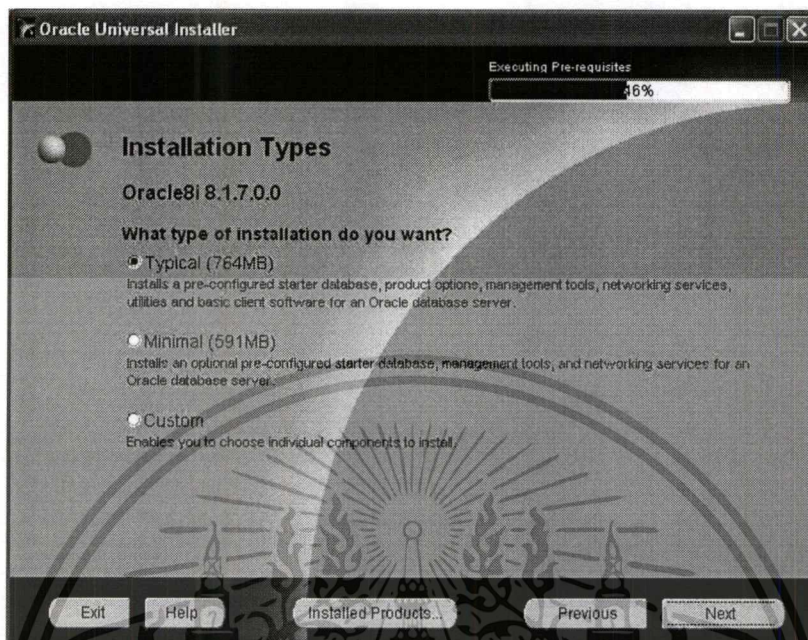 Oracle Universal Installer
Executing Pre-requisites
46%
Installation Types
Oracle8i 8.1.7.0.0
What type of installation do you want?
Typical (764MB)
Installs a pre-configured starter database, product options, management tools, networking services,
utilities and basic client software for an Oracle database server.
Minimal (591MB)
Installs an optional pre-configured starter database, management tools, and networking services for an
Oracle database server.
Custom
Enables you to choose individual components to install.
Exit
Help
Installed Products...
Previous
Next